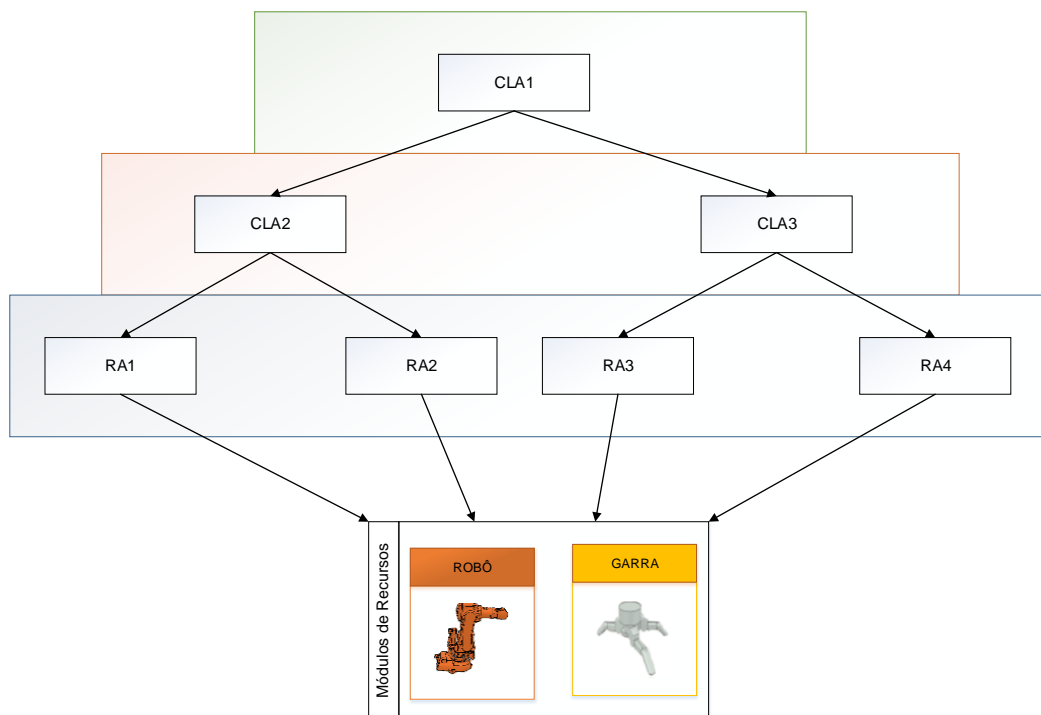 CLA1
CLA2
CLA3
RA1
RA2
RA3
RA4
Módulos de Recursos
ROBÔ
GARRA